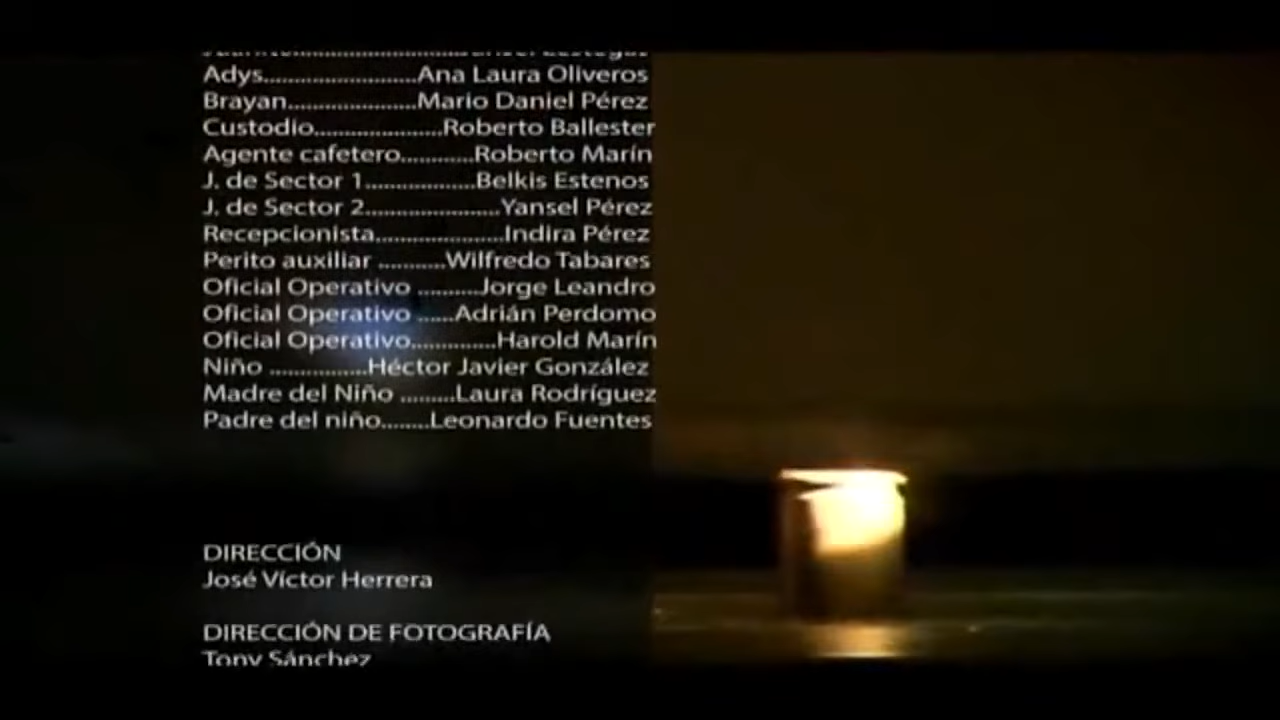 Adys......................Ana Laura Oliveros
Brayan...................Mario Daniel Pérez
Custodio...................Roberto Ballester
Agente cafetero...........Roberto Marín
J. de Sector 1................Belkis Estenos
J. de Sector 2....................Yansel Pérez
Recepcionista...................Indira Pérez
Perito auxiliar ..........Wilfredo Tabares
Oficial Operativo ..........Jorge Leandro
Oficial Operativo ......Adrián Perdomo
Oficial Operativo.............Harold Marín
Niño ...............Héctor Javier González
Madre del Niño .........Laura Rodríguez
Padre del niño........Leonardo Fuentes
DIRECCIÓN
José Víctor Herrera
DIRECCIÓN DE FOTOGRAFÍA
Tony Sánchez